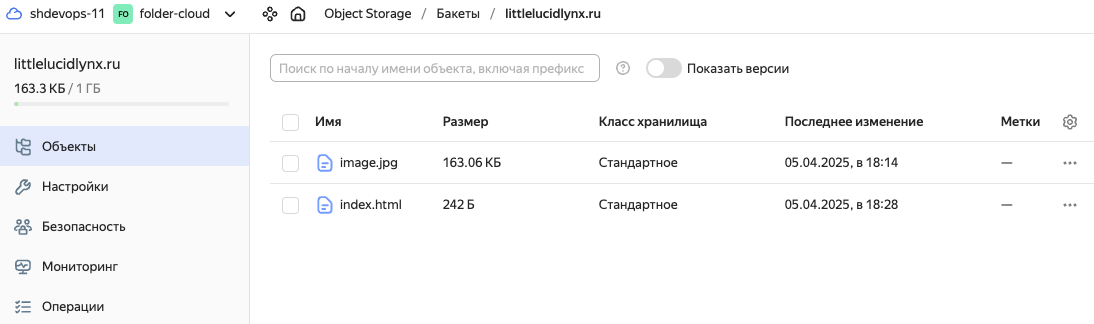 shdevops-11 FO folder-cloud Object Storage / Бакеты / littlelucidlynx.ru
littlelucidlynx.ru
163.3 КБ / 1 ГБ
Объекты
Настройки
Безопасность
Мониторинг
Операции
Поиск по началу имени объекта, включая префикс ? Показать версии
Имя Размер Класс хранилища Последнее изменение Метки
image.jpg 163.06 КБ Стандартное 05.04.2025, в 18:14 — ···
index.html 242 Б Стандартное 05.04.2025, в 18:28 — ···